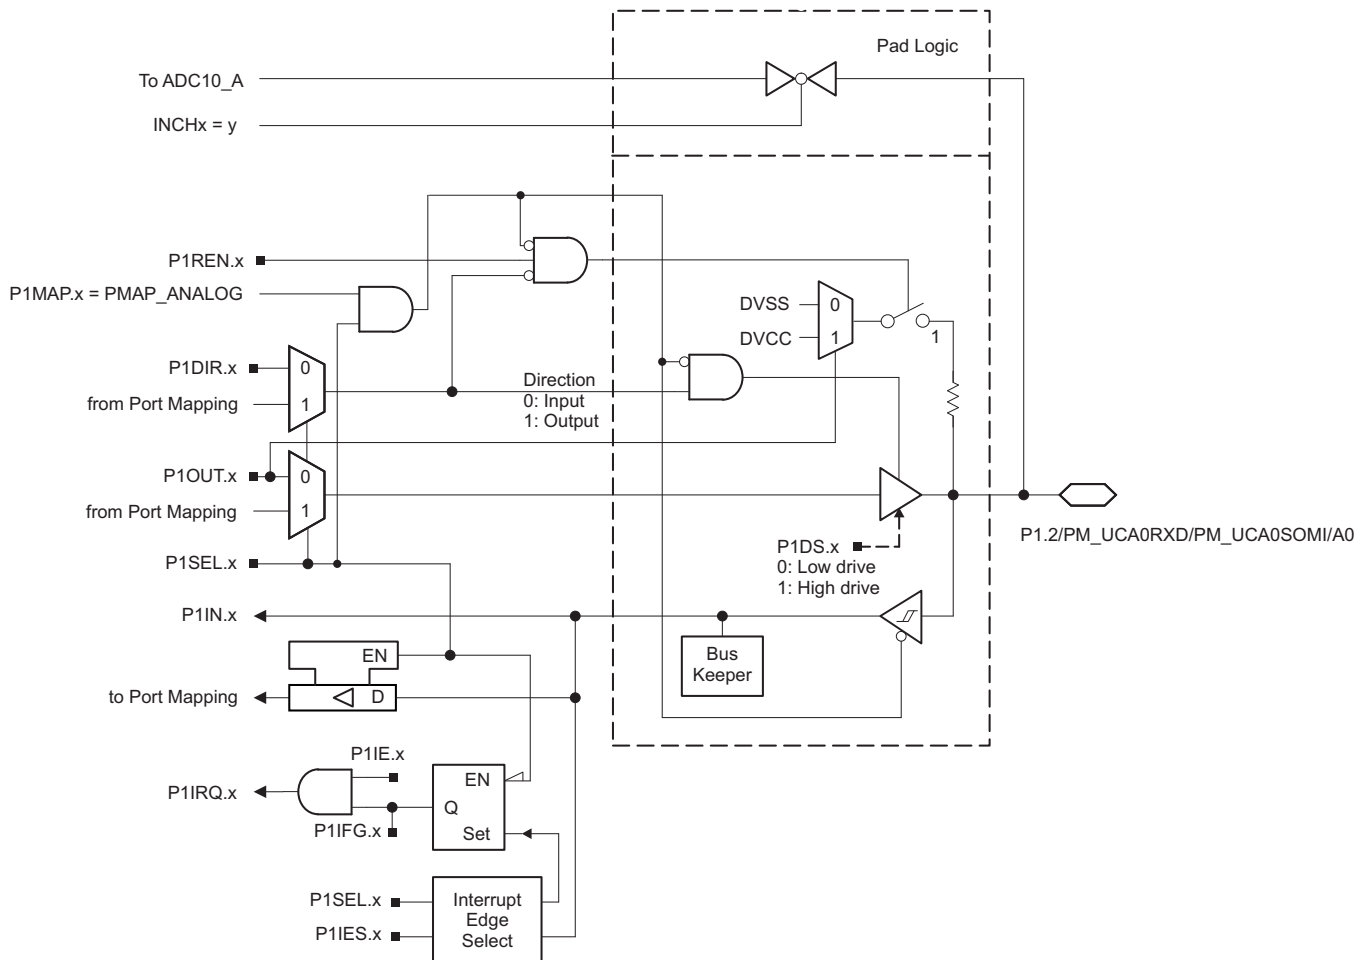 Pad Logic
To ADC10_A
INCHx = y
P1REN.x
P1MAP.x = PMAP_ANALOG
DVSS
0
DVCC
1
1
P1DIR.x
0
from Port Mapping
1
Direction
0: Input
1: Output
P1OUT.x
0
from Port Mapping
1
P1.2/PM_UCA0RXD/PM_UCA0SOMI/A0
P1DS.x
0: Low drive
1: High drive
P1SEL.x
P1IN.x
Bus
Keeper
EN
to Port Mapping
D
P1IE.x
EN
P1IRQ.x
Q
P1IFG.x
Set
P1SEL.x
P1IES.x
Interrupt
Edge
Select